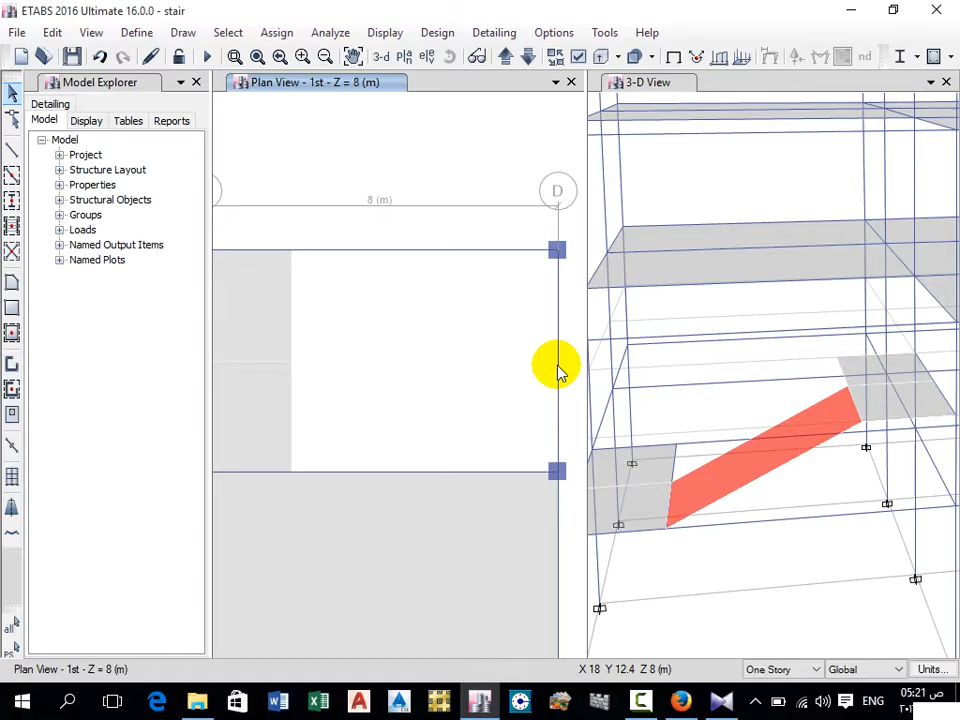 ETABS 2016 Ultimate 16.0.0 - stair
File Edit View Define Draw Select Assign Analyze Display Design Detailing Options Tools Help
3-d
Model Explorer
Plan View - 1st - Z = 8 (m)
3-D View
Detailing
Model Display Tables Reports
Model
Project
Structure Layout
Properties
Structural Objects
Groups
Loads
Named Output Items
Named Plots
D
8 (m)
all
ps
Plan View - 1st - Z = 8 (m)
X 18 Y 12.4 Z 8 (m)
One Story
Global
Units...
ENG
05:21 ص